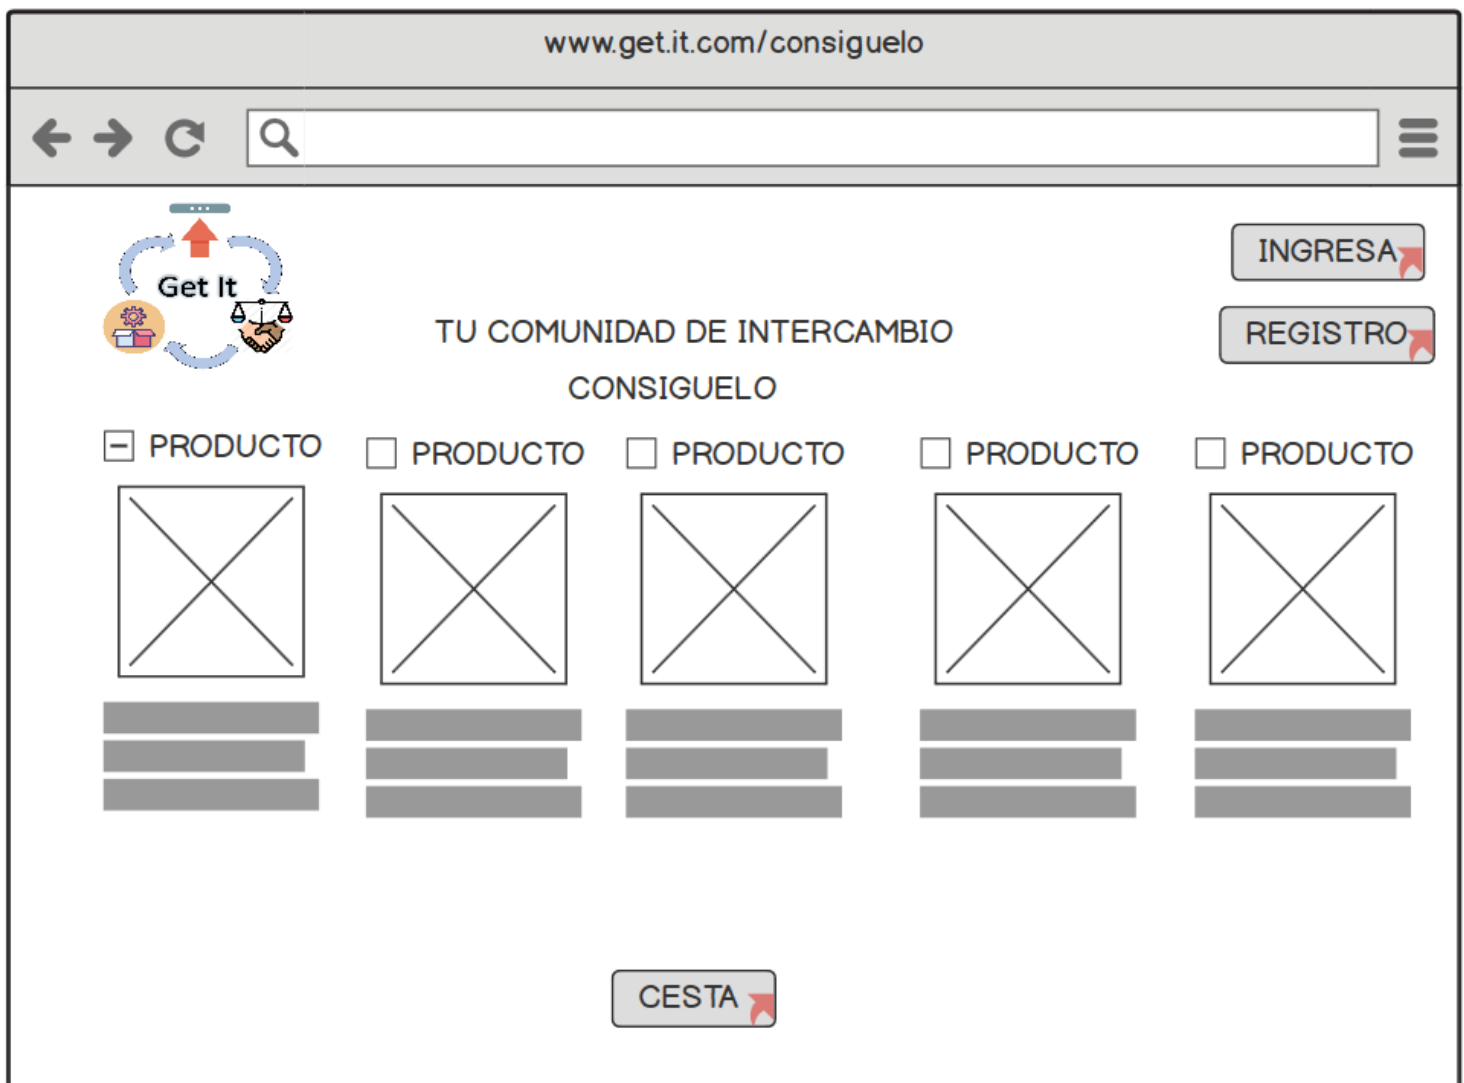 www.get.it.com/consiguelo
Get It
INGRESA
REGISTRO
TU COMUNIDAD DE INTERCAMBIO
CONSIGUELO
PRODUCTO PRODUCTO PRODUCTO PRODUCTO PRODUCTO
CESTA